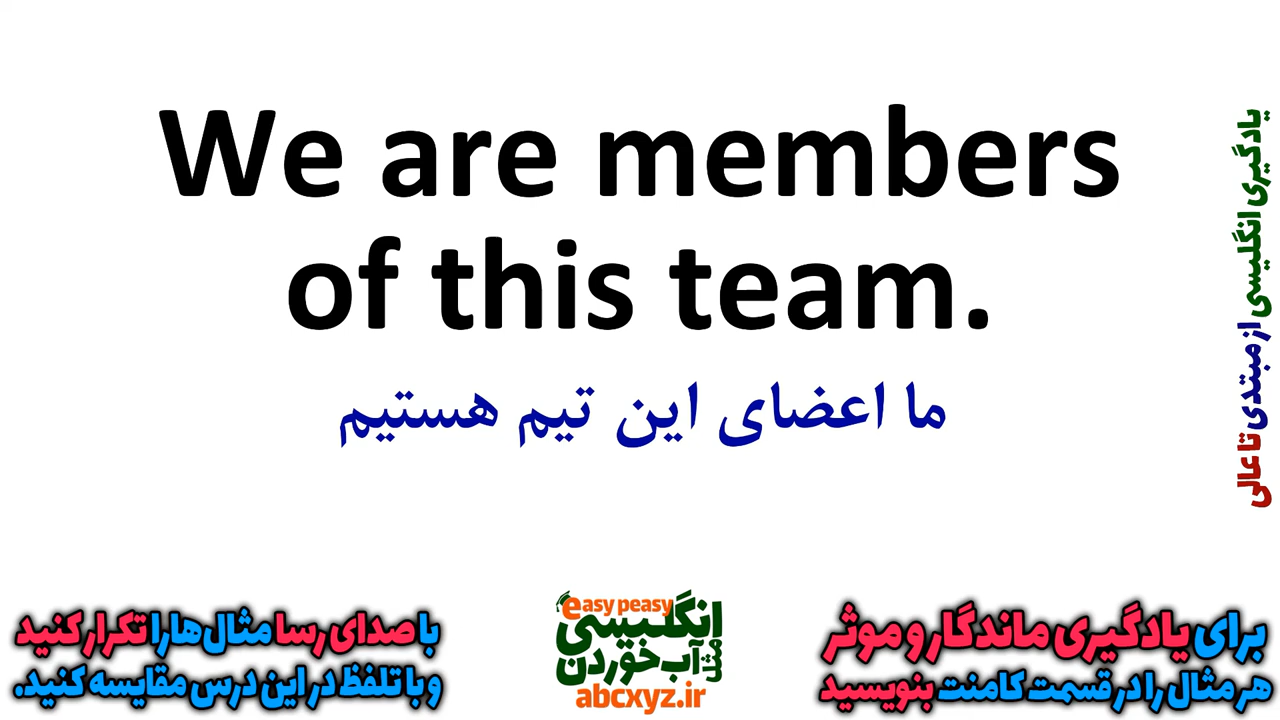 We are members
of this team.
ما اعضای این تیم هستیم
یادگیری انگلیسی از مبتدی تا عالی
با صدای رسا مثال‌ها را تکرار کنید
و با تلفظ در این درس مقایسه کنید.
easy peasy
انگلیسی
مثل آب خوردن
abcxyz.ir
برای یادگیری ماندگار و موثر
هر مثال را در قسمت کامنت بنویسید